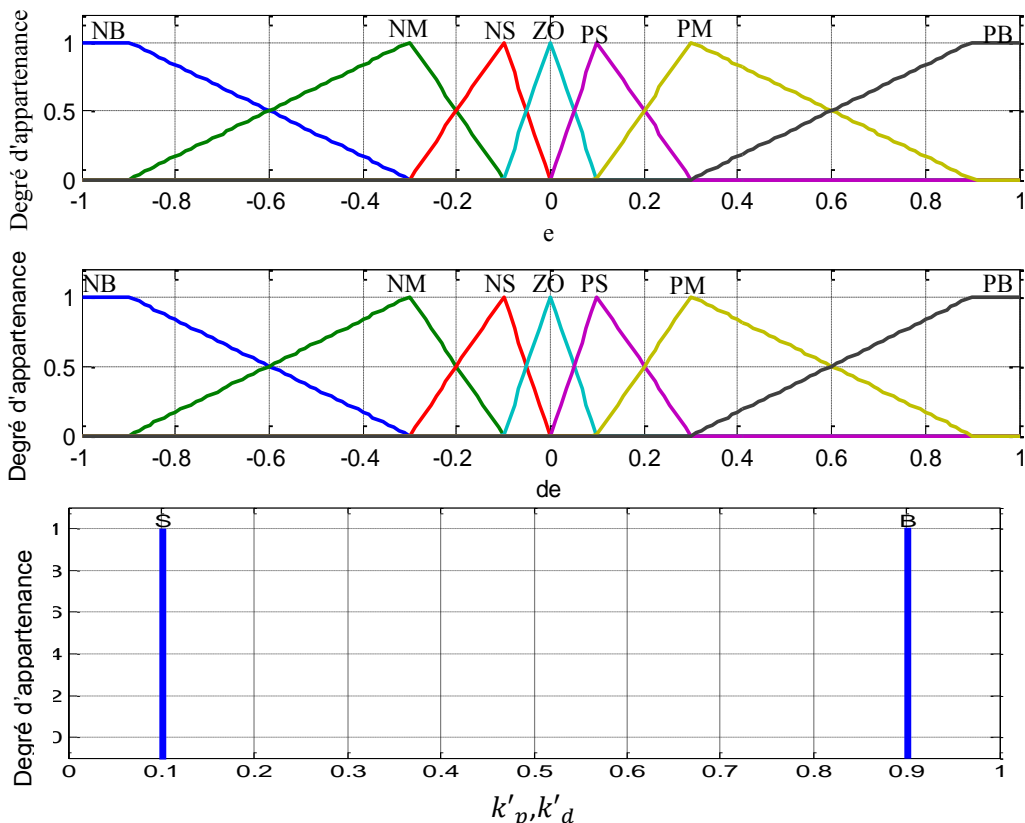 NB NM NS ZO PS PM PB
1
0.5
0
Degré d'appartenance
-1 -0.8 -0.6 -0.4 -0.2 0 0.2 0.4 0.6 0.8 1
e
NB NM NS ZO PS PM PB
1
0.5
0
Degré d'appartenance
-1 -0.8 -0.6 -0.4 -0.2 0 0.2 0.4 0.6 0.8 1
de
S B
Degré d'appartenance
0 0.1 0.2 0.3 0.4 0.5 0.6 0.7 0.8 0.9 1
k'p,k'd